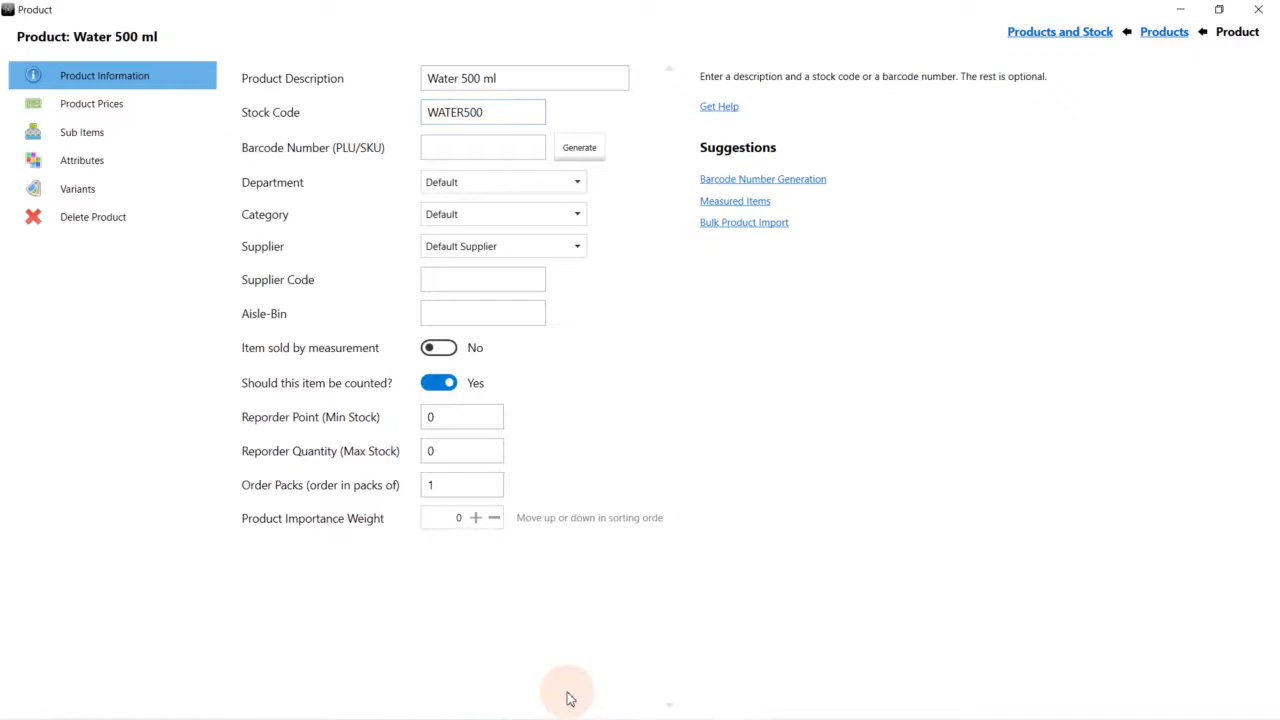 Product
Product: Water 500 ml
Products and Stock
Products
Product
Product Information
Product Prices
Sub Items
Attributes
Variants
Delete Product
Product Description
Water 500 ml
Stock Code
WATER500
Barcode Number (PLU/SKU)
Generate
Department
Default
Category
Default
Supplier
Default Supplier
Supplier Code
Aisle-Bin
Item sold by measurement
No
Should this item be counted?
Yes
Reporder Point (Min Stock)
0
Reporder Quantity (Max Stock)
0
Order Packs (order in packs of)
1
Product Importance Weight
0
Move up or down in sorting orde
Enter a description and a stock code or a barcode number. The rest is optional.
Get Help
Suggestions
Barcode Number Generation
Measured Items
Bulk Product Import